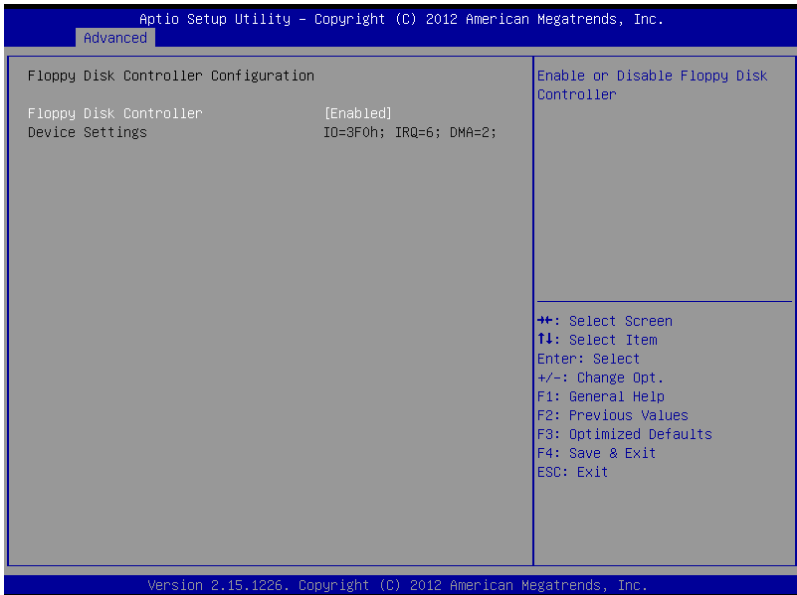 Aptio Setup Utility – Copyright (C) 2012 American Megatrends, Inc.
Advanced
Floppy Disk Controller Configuration
Floppy Disk Controller [Enabled]
Device Settings IO=3F0h; IRQ=6; DMA=2;
Enable or Disable Floppy Disk
Controller
→←: Select Screen
↑↓: Select Item
Enter: Select
+/-: Change Opt.
F1: General Help
F2: Previous Values
F3: Optimized Defaults
F4: Save & Exit
ESC: Exit
Version 2.15.1226. Copyright (C) 2012 American Megatrends, Inc.